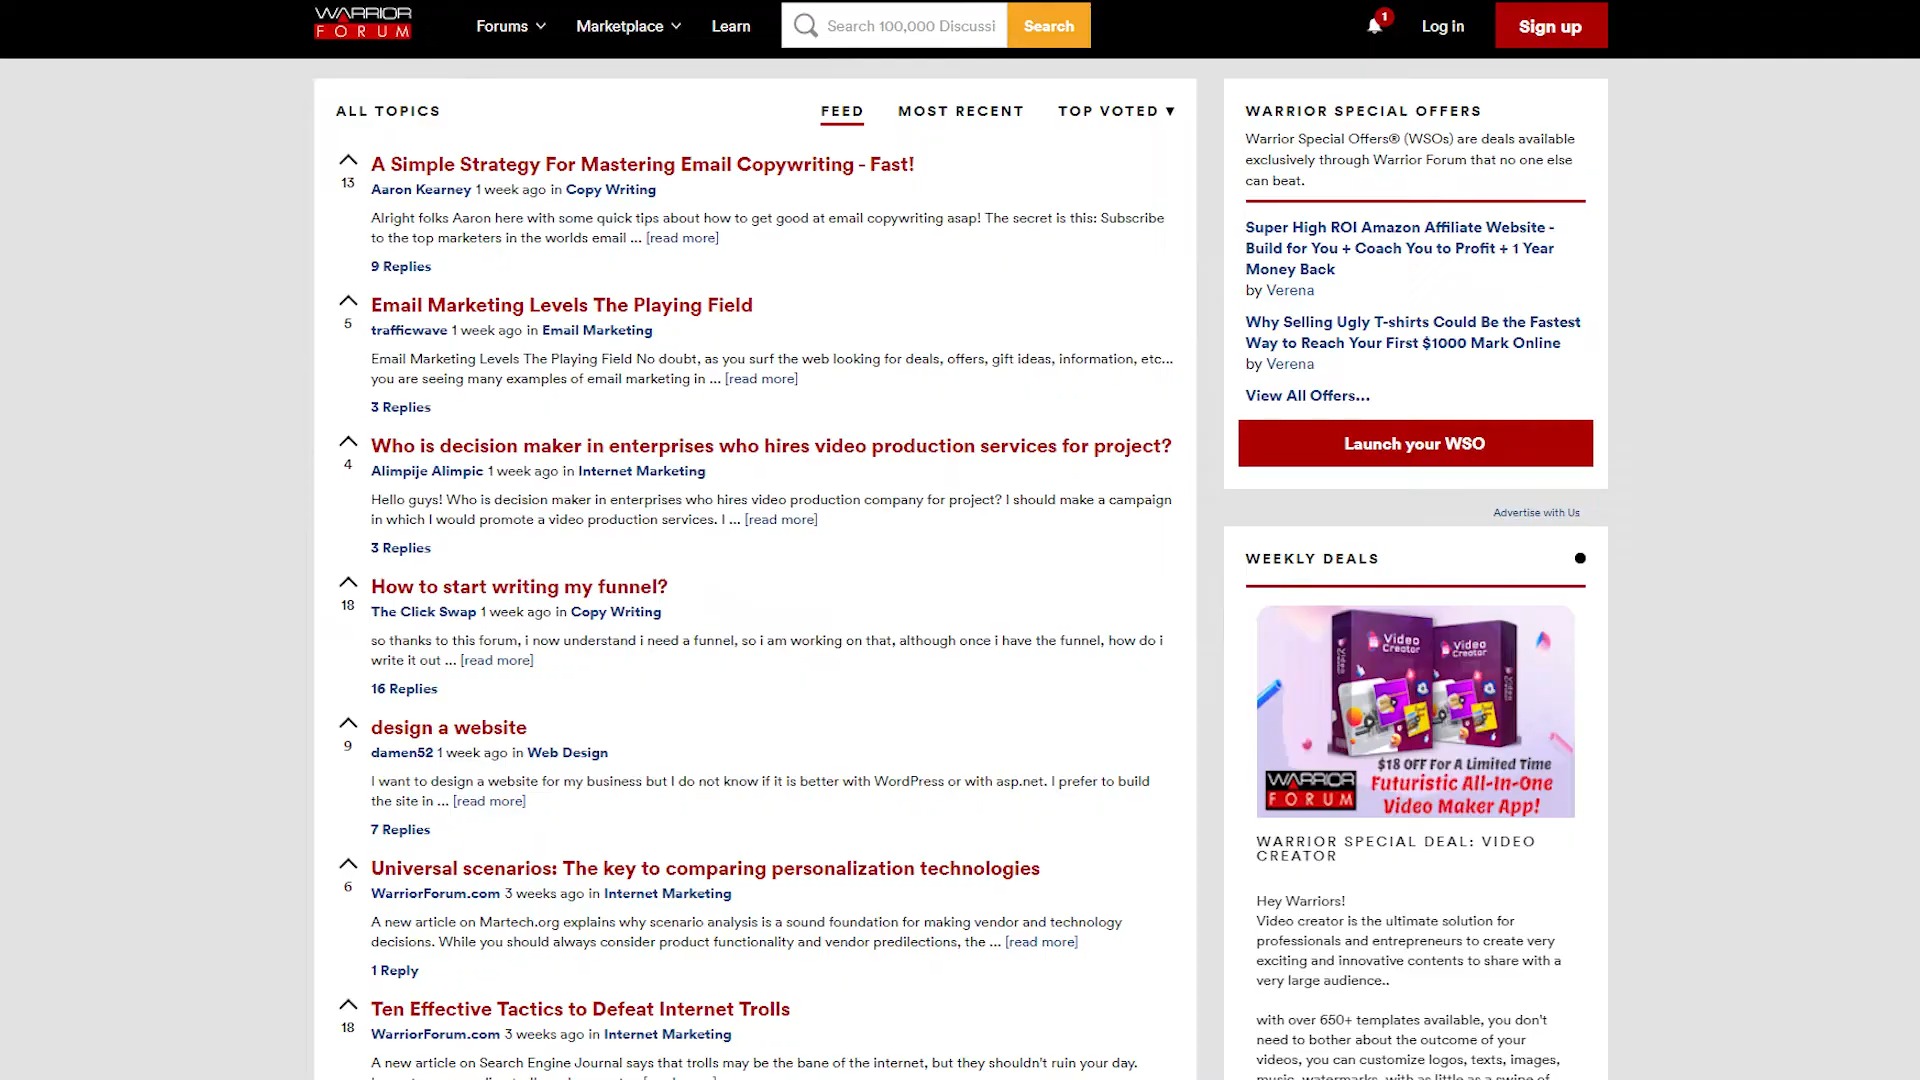 WARRIOR
FORUM
Forums
Marketplace
Learn
Search 100,000 Discussi
Search
1
Log in
Sign up
ALL TOPICS
FEED
MOST RECENT
TOP VOTED ▼
A Simple Strategy For Mastering Email Copywriting - Fast!
13
Aaron Kearney 1 week ago in Copy Writing
Alright folks Aaron here with some quick tips about how to get good at email copywriting asap! The secret is this: Subscribe
to the top marketers in the worlds email ... [read more]
9 Replies
Email Marketing Levels The Playing Field
5
trafficwave 1 week ago in Email Marketing
Email Marketing Levels The Playing Field No doubt, as you surf the web looking for deals, offers, gift ideas, information, etc...
you are seeing many examples of email marketing in ... [read more]
3 Replies
Who is decision maker in enterprises who hires video production services for project?
4
Alimpije Alimpic 1 week ago in Internet Marketing
Hello guys! Who is decision maker in enterprises who hires video production company for project? I should make a campaign
in which I would promote a video production services. I ... [read more]
3 Replies
How to start writing my funnel?
18
The Click Swap 1 week ago in Copy Writing
so thanks to this forum, i now understand i need a funnel, so i am working on that, although once i have the funnel, how do i
write it out ... [read more]
16 Replies
design a website
9
damen52 1 week ago in Web Design
I want to design a website for my business but I do not know if it is better with WordPress or with asp.net. I prefer to build
the site in ... [read more]
7 Replies
Universal scenarios: The key to comparing personalization technologies
6
WarriorForum.com 3 weeks ago in Internet Marketing
A new article on Martech.org explains why scenario analysis is a sound foundation for making vendor and technology
decisions. While you should always consider product functionality and vendor predilections, the ... [read more]
1 Reply
Ten Effective Tactics to Defeat Internet Trolls
18
WarriorForum.com 3 weeks ago in Internet Marketing
A new article on Search Engine Journal says that trolls may be the bane of the internet, but they shouldn't ruin your day.
WARRIOR SPECIAL OFFERS
Warrior Special Offers® (WSOs) are deals available
exclusively through Warrior Forum that no one else
can beat.
Super High ROI Amazon Affiliate Website -
Build for You + Coach You to Profit + 1 Year
Money Back
by Verena
Why Selling Ugly T-shirts Could Be the Fastest
Way to Reach Your First $1000 Mark Online
by Verena
View All Offers...
Launch your WSO
Advertise with Us
WEEKLY DEALS
Video
Creator
Video
Creator
$18 OFF For A Limited Time
WARRIOR
FORUM
Futuristic All-In-One
Video Maker App!
WARRIOR SPECIAL DEAL: VIDEO
CREATOR
Hey Warriors!
Video creator is the ultimate solution for
professionals and entrepreneurs to create very
exciting and innovative contents to share with a
very large audience..
with over 650+ templates available, you don't
need to bother about the outcome of your
videos, you can customize logos, texts, images,
music, watermarks, with as little as a swipe of